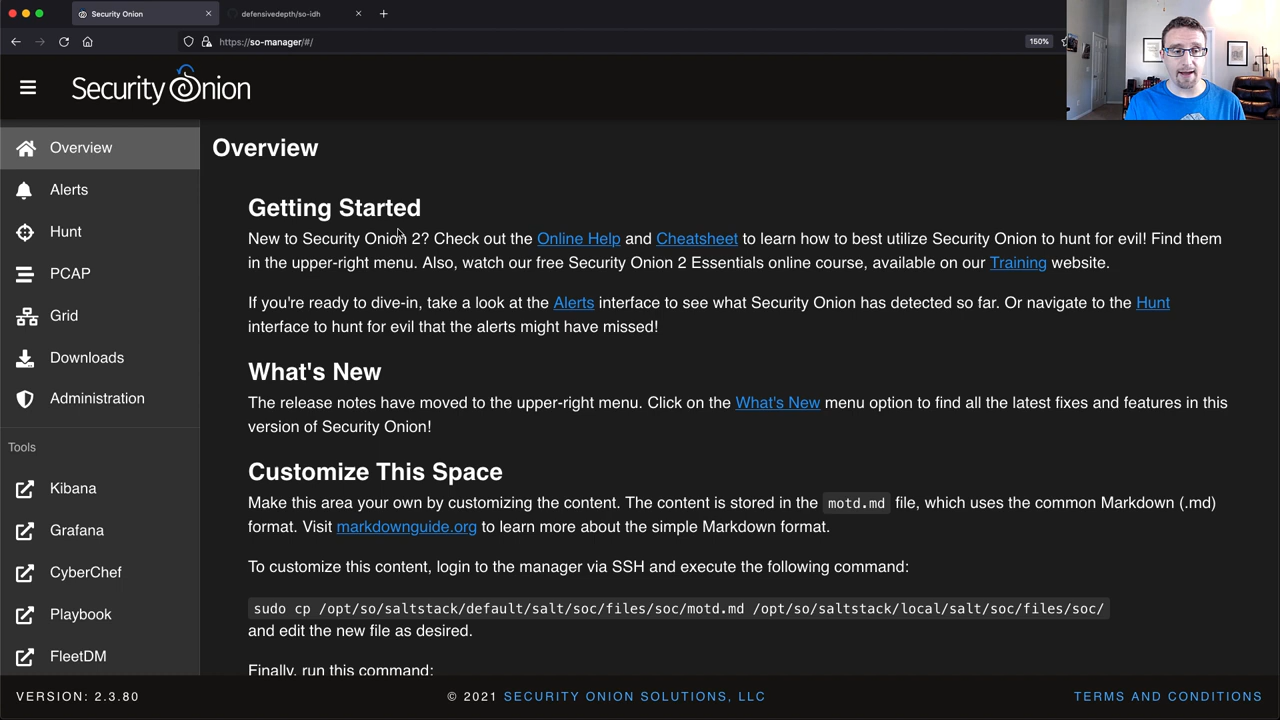 Security Onion
defensivedepth/so-idh
https://so-manager/#/
150%
Security Onion
Overview
Alerts
Hunt
PCAP
Grid
Downloads
Administration
Tools
Kibana
Grafana
CyberChef
Playbook
FleetDM
Overview
Getting Started
New to Security Onion 2? Check out the Online Help and Cheatsheet to learn how to best utilize Security Onion to hunt for evil! Find them
in the upper-right menu. Also, watch our free Security Onion 2 Essentials online course, available on our Training website.
If you're ready to dive-in, take a look at the Alerts interface to see what Security Onion has detected so far. Or navigate to the Hunt
interface to hunt for evil that the alerts might have missed!
What's New
The release notes have moved to the upper-right menu. Click on the What's New menu option to find all the latest fixes and features in this
version of Security Onion!
Customize This Space
Make this area your own by customizing the content. The content is stored in the motd.md file, which uses the common Markdown (.md)
format. Visit markdownguide.org to learn more about the simple Markdown format.
To customize this content, login to the manager via SSH and execute the following command:
sudo cp /opt/so/saltstack/default/salt/soc/files/soc/motd.md /opt/so/saltstack/local/salt/soc/files/soc/
and edit the new file as desired.
Finally, run this command:
VERSION: 2.3.80
© 2021 SECURITY ONION SOLUTIONS, LLC
TERMS AND CONDITIONS